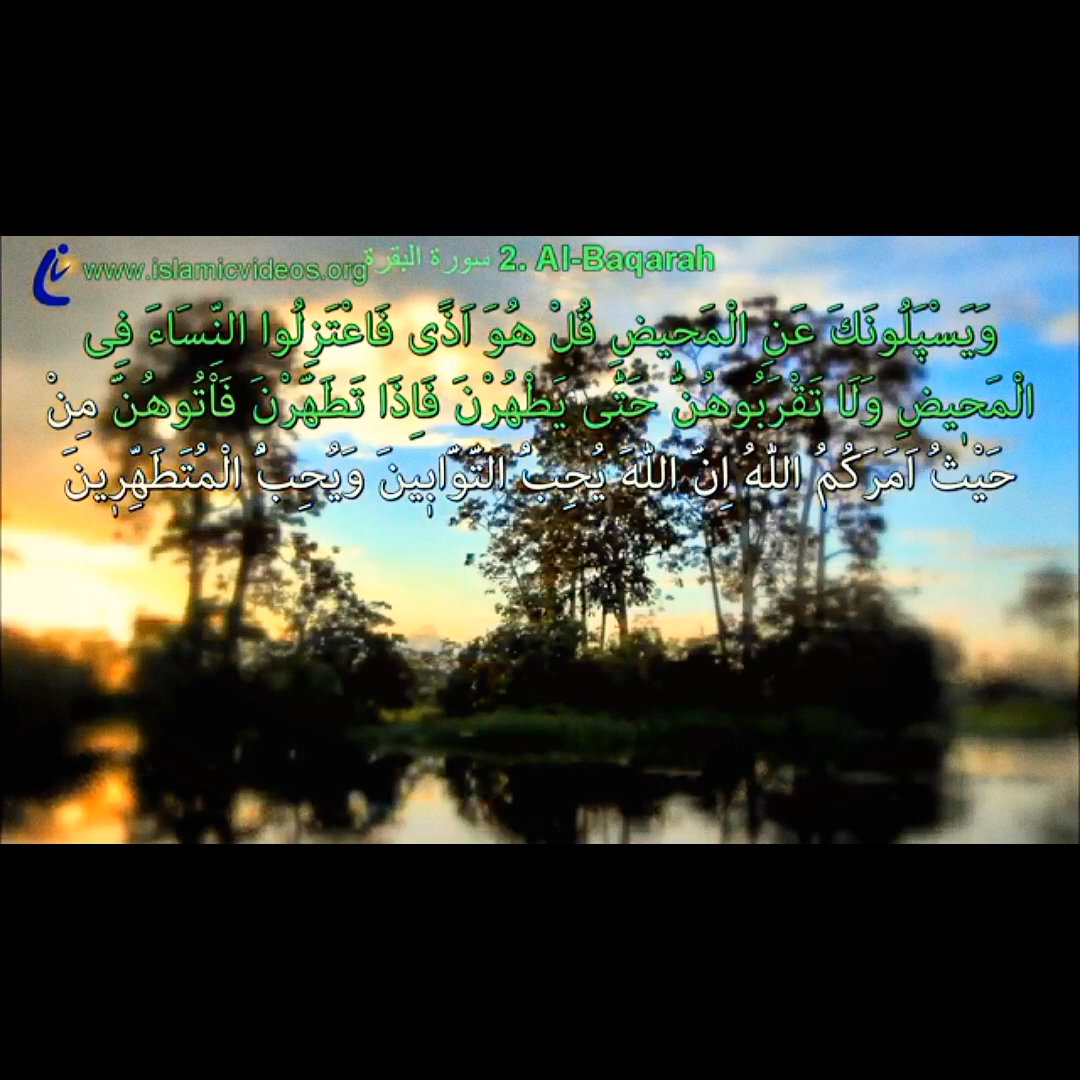 www.islamicvideos.org سورة البقرة 2. Al-Baqarah
وَيَسْـَٔلُونَكَ عَنِ الْمَحيضِ قُلْ هُوَ اَذًى فَاعْتَزِلُوا النِّسَاءَ فِى
الْمَحٖيضِ وَلَا تَقْرَبُوهُنَّ حَتّٰى يَطْهُرْنَ فَاِذَا تَطَهَّرْنَ فَاْتُوهُنَّ مِنْ
حَيْثُ اَمَرَكُمُ اللّٰهُ اِنَّ اللّٰهَ يُحِبُّ التَّوَّابٖينَ وَيُحِبُّ الْمُتَطَهِّرٖينَ